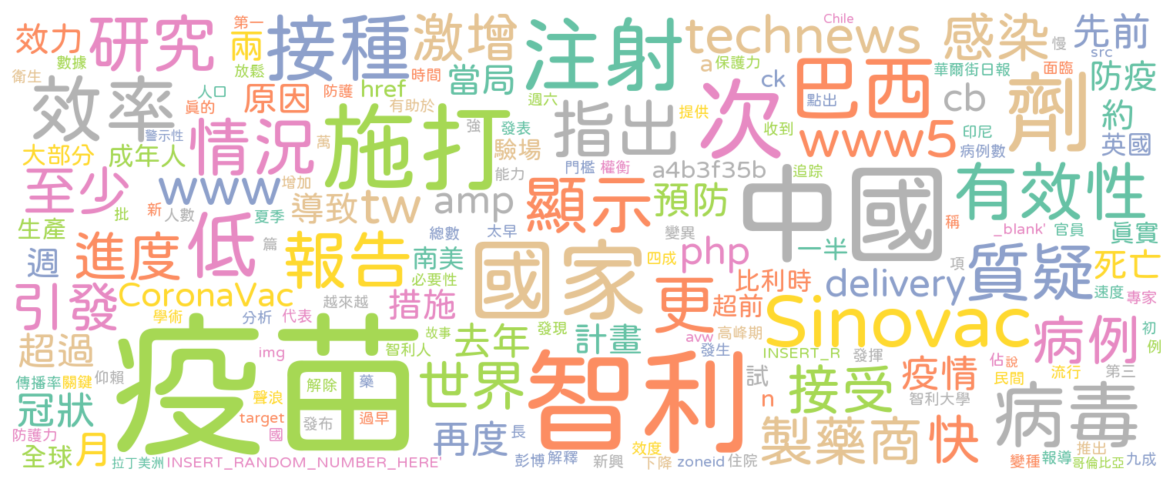 效力
研究
第一
數據
兩
放鬆
接種
激增
注射
technews
Chile
感染
慢
先前
src
衛生
效率
人口
眞的
原因
防護
時間
href
當局
有助於
指出
週六
提供
a
保護力
次
ck
點出
巴西
華爾街日報
cb
面臨
劑
防疫
約
英國
大部分
成年人
警示性
情況
萬
施打
強
發表
驗場
能力
門檻
權衡
收到
www5
印尼
病例數
至少
www
增加
導致
tw
amp
顯示
a4b3f35b
預防
追踪
中國
有效性
生產
批
新
人數
低
夏季
總數
太早
變異
一半
稱
_blank'
官員
眞實
週
進度
篇
報告
南美
必要性
國家
四成
php
比利時
delivery
項
質疑
死亡
速度
專家
引發
CoronaVac
越來越
措施
更
超前
Sinovac
學術
分析
代表
故事
去年
發現
計畫
高峰期
avw
發生
INSERT_R
發揮
病例
初
例
超過
疫苗
img
智利人
世界
智利
試
接受
佔
說
疫情
民間
流行
第三
傳播率
關鍵
仰賴
解除
藥
聲浪
冠狀
target
發布
過早
n
智利大學
病毒
防護力
國
再度
長
製藥商
快
全球
月
拉丁美洲
INSERT_RANDOM_NUMBER_HERE'
彭博
解釋
新興
效度
下降
zoneid
住院
變種
推出
報導
哥倫比亞
九成